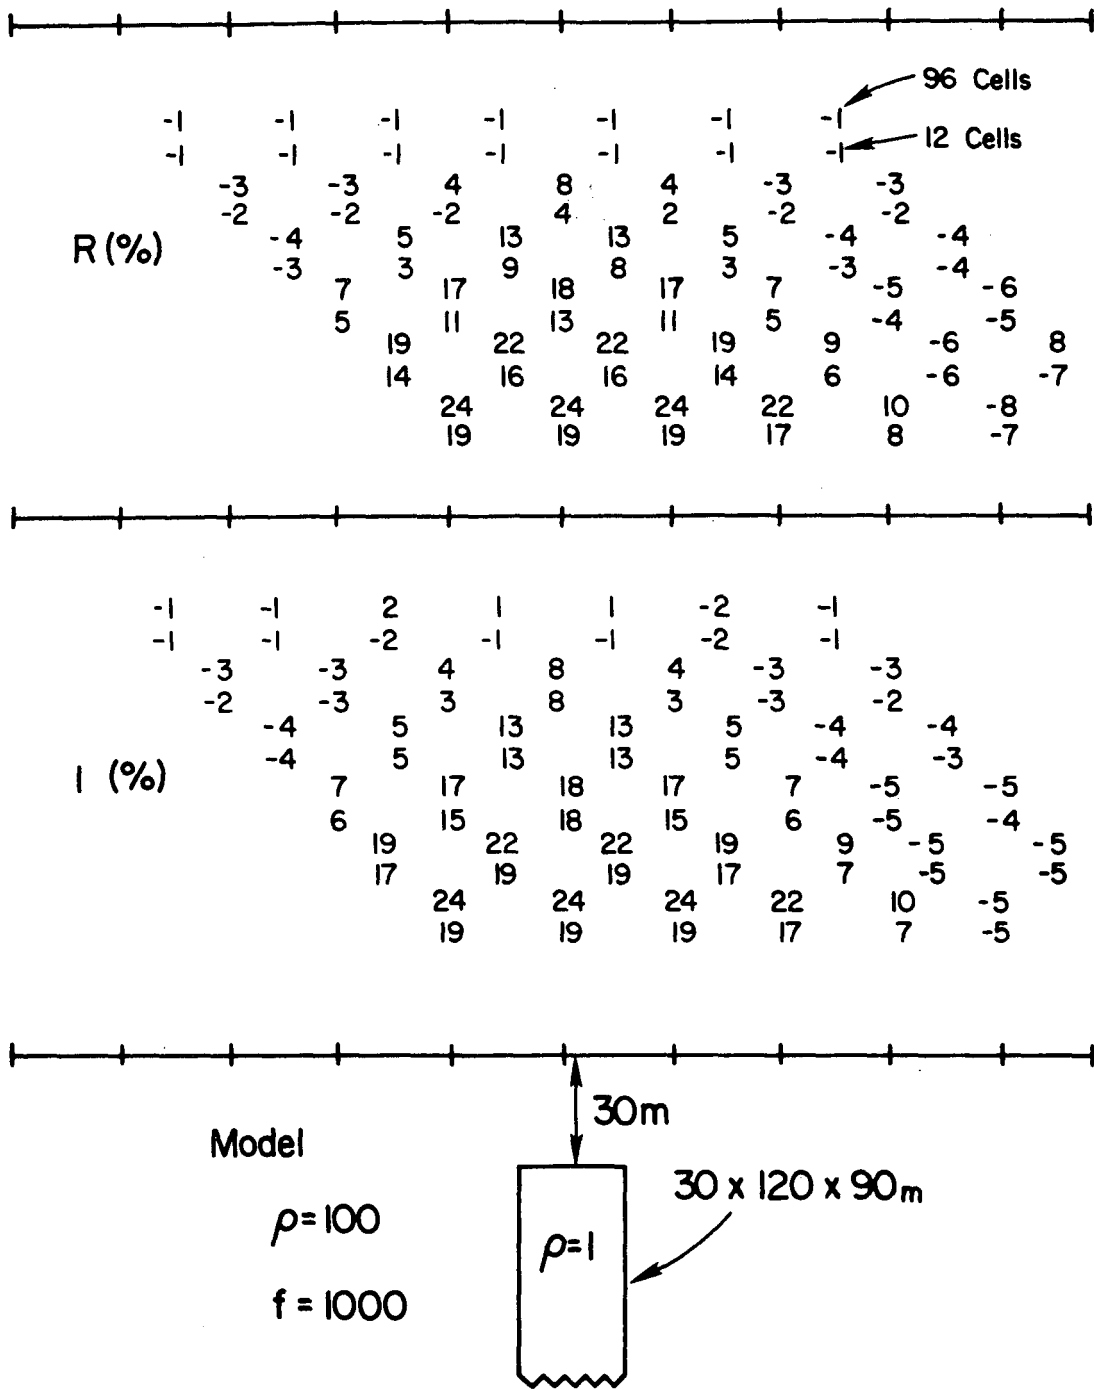 96 Cells
-1 -1 -1 -1 -1 -1 -1
12 Cells
-1 -1 -1 -1 -1 -1 -1
-3 -3 4 8 4 -3 -3
-2 -2 -2 4 2 -2 -2
-4 5 13 13 5 -4 -4
R (%)
-3 3 9 8 3 -3 -4
7 17 18 17 7 -5 -6
5 11 13 11 5 -4 -5
19 22 22 19 9 -6 8
14 16 16 14 6 -6 -7
24 24 24 22 10 -8
19 19 19 17 8 -7
-1 -1 2 1 1 -2 -1
-1 -1 -2 -1 -1 -2 -1
-3 -3 4 8 4 -3 -3
-2 -3 3 8 3 -3 -2
-4 5 13 13 5 -4 -4
-4 5 13 13 5 -4 -3
I (%)
7 17 18 17 7 -5 -5
6 15 18 15 6 -5 -4
19 22 22 19 9 -5 -5
17 19 19 17 7 -5 -5
24 24 24 22 10 -5
19 19 19 17 7 -5
30m
Model
30 x 120 x 90m
ρ=100
ρ=1
f = 1000